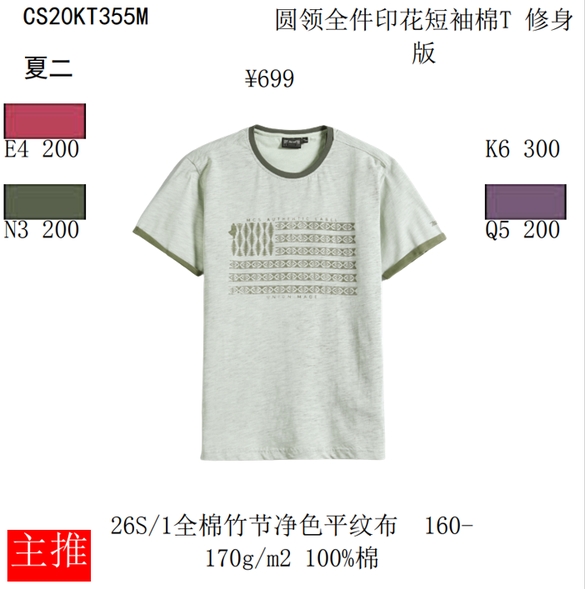 CS20KT355M
圆领全件印花短袖棉T 修身
版
夏二
¥699
E4 200
K6 300
N3 200
Q5 200
UNION MADE
26S/1全棉竹节净色平纹布 160-
170g/m2 100%棉
主推